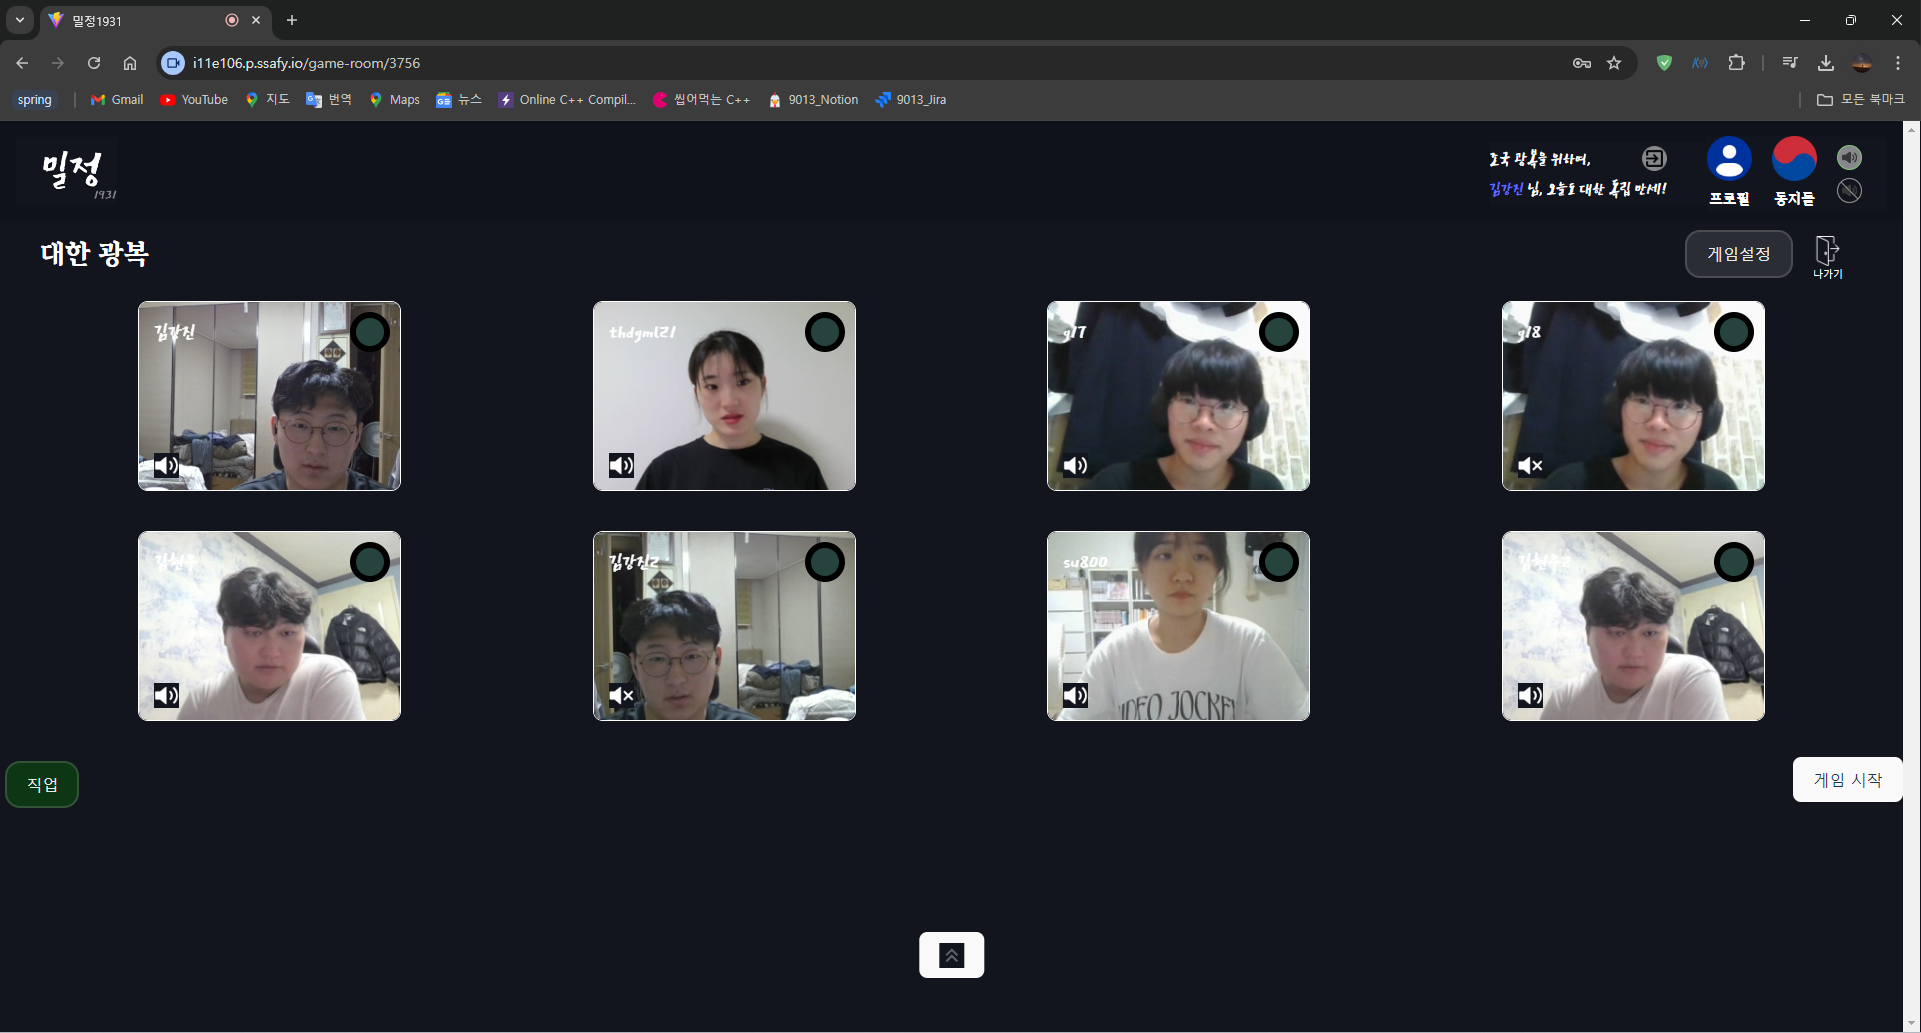 밀정1931
i11e106.p.ssafy.io/game-room/3756
spring
Gmail
YouTube
지도
번역
Maps
뉴스
Online C++ Compil...
씹어먹는 C++
9013_Notion
9013_Jira
모든 북마크
밀정
1931
조국 광복을 위하여,
김강진 님, 오늘도 대한 독립 만세!
프로필
동지들
대한 광복
게임설정
나가기
김강진
thdgml21
q17
q18
김현우
김강진2
su800
김현우2
VIDEO JOCKEY
직업
게임 시작